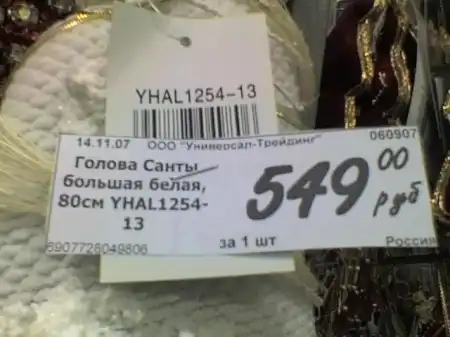 YHAL1254-13
14.11.07 ООО "Универсал-Трейдинг" 060907
Голова Санты
большая белая,
80см YHAL1254-
13
549 00 руб
за 1 шт
6907726049806 Россия